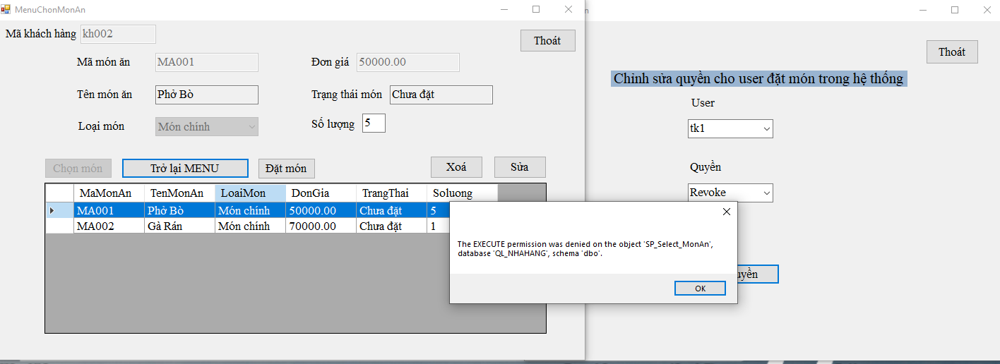 MenuChonMonAn
Mã khách hàng kh002
Thoát
Mã món ăn MA001 Đơn giá 50000.00
Tên món ăn Phở Bò Trạng thái món Chưa đặt
Loại món Món chính Số lượng 5
Chọn món Trở lại MENU Đặt món Xoá Sửa
MaMonAn TenMonAn LoaiMon DonGia TrangThai Soluong
MA001 Phở Bò Món chính 50000.00 Chưa đặt 5
MA002 Gà Rán Món chính 70000.00 Chưa đặt 1
Thoát
Chỉnh sửa quyền cho user đặt món trong hệ thống
User
tk1
Quyền
Revoke
The EXECUTE permission was denied on the object 'SP_Select_MonAn',
database 'QL_NHAHANG', schema 'dbo'.
OK